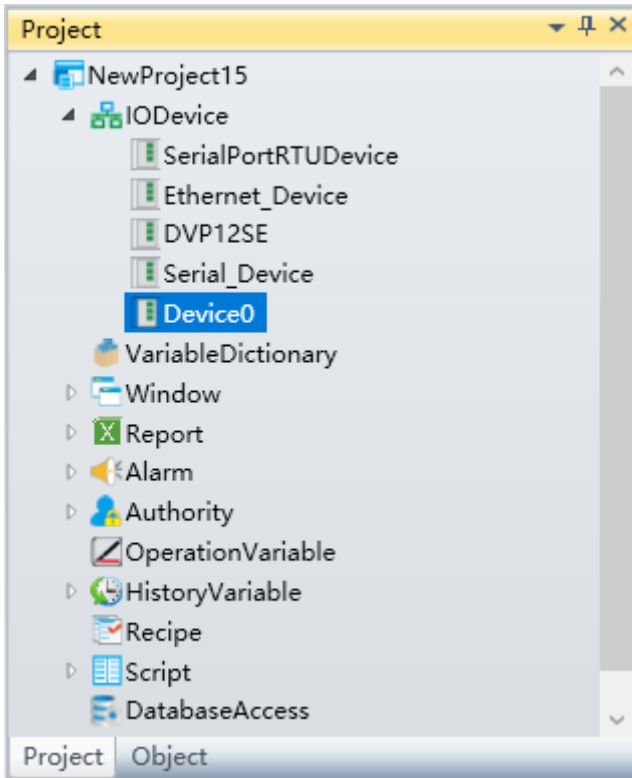 Project
NewProject15
IODevice
SerialPortRTUDevice
Ethernet_Device
DVP12SE
Serial_Device
Device0
VariableDictionary
Window
Report
Alarm
Authority
OperationVariable
HistoryVariable
Recipe
Script
DatabaseAccess
Project Object